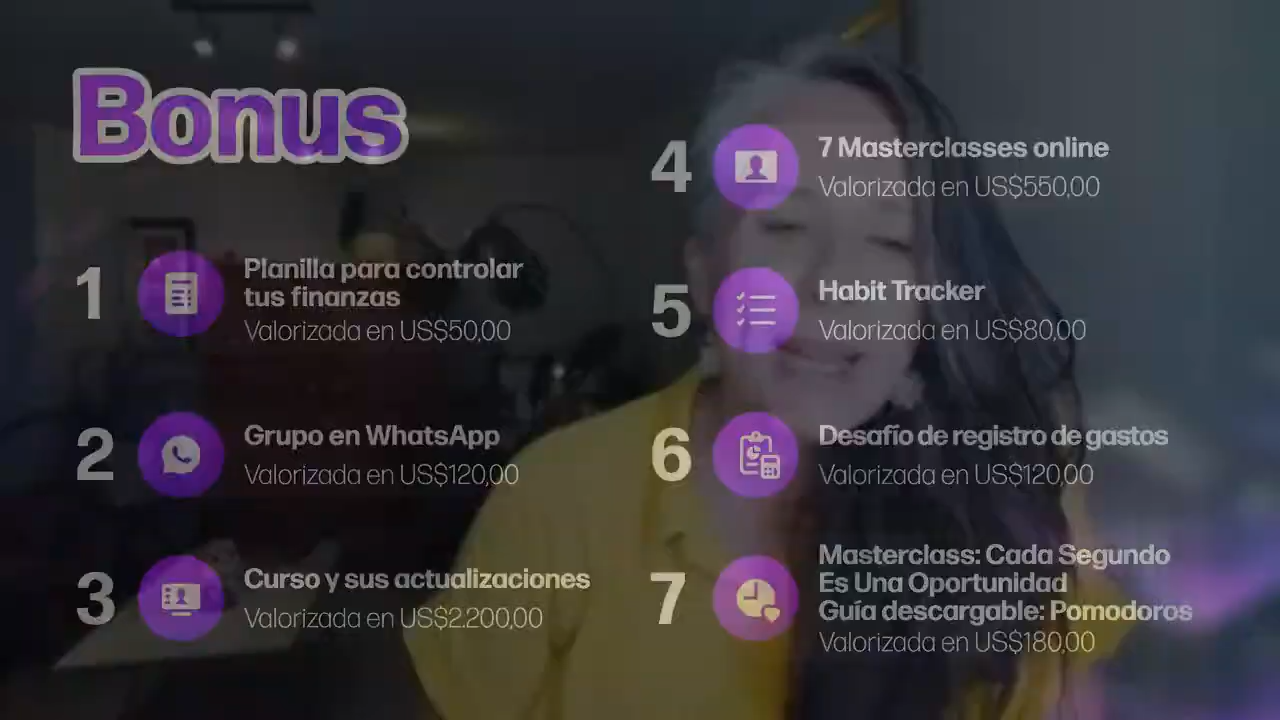 Bonus
1
Planilla para controlar
tus finanzas
Valorizada en US$50,00
2
Grupo en WhatsApp
Valorizada en US$120,00
3
Curso y sus actualizaciones
Valorizada en US$2.200,00
4
7 Masterclasses online
Valorizada en US$550,00
5
Habit Tracker
Valorizada en US$80,00
6
Desafío de registro de gastos
Valorizada en US$120,00
7
Masterclass: Cada Segundo
Es Una Oportunidad
Guía descargable: Pomodoros
Valorizada en US$180,00